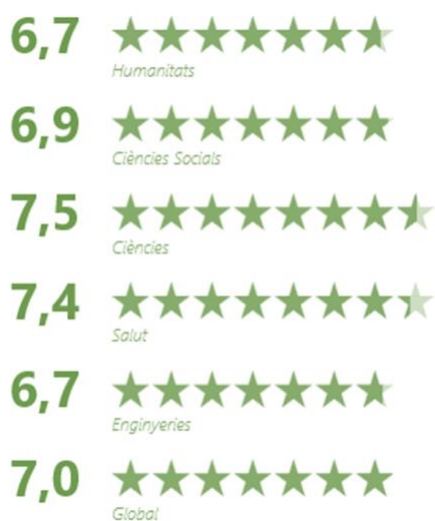 6,7
Humanitats
6,9
Ciències Socials
7,5
Ciències
7,4
Salut
6,7
Enginyeries
7,0
Global